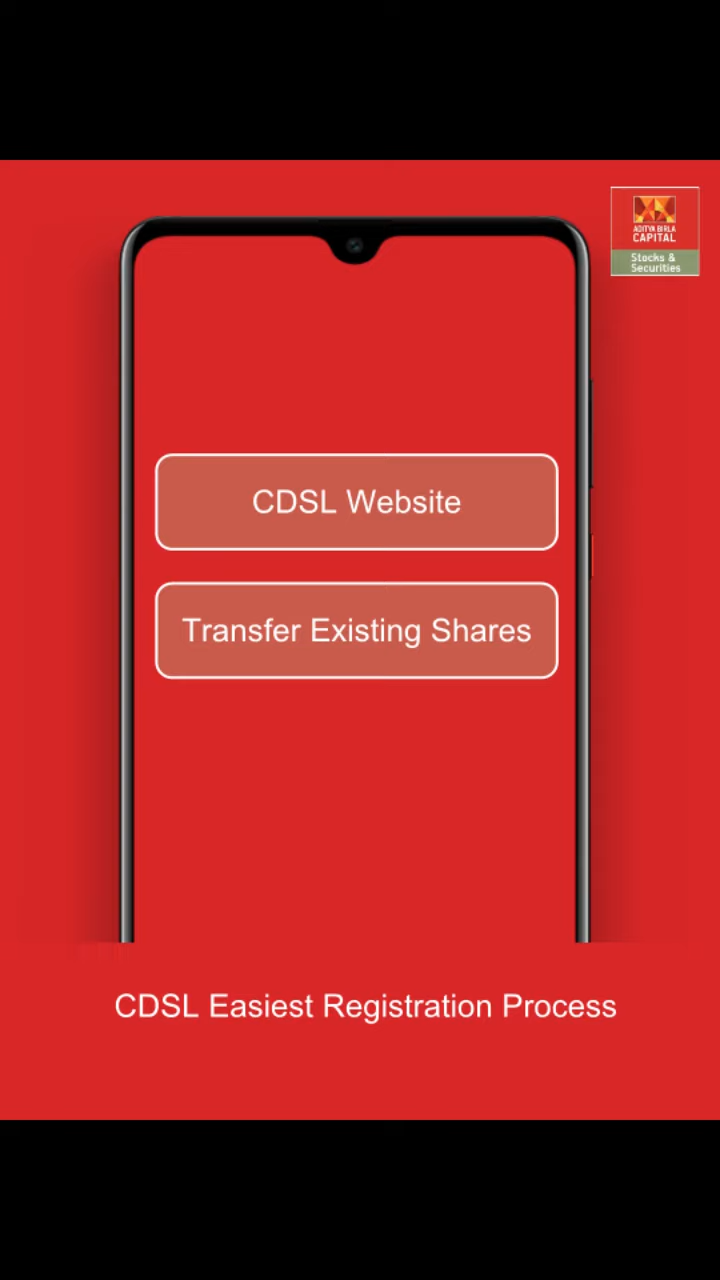 ADITYA BIRLA
CAPITAL
Stocks &
Securities
CDSL Website
Transfer Existing Shares
CDSL Easiest Registration Process